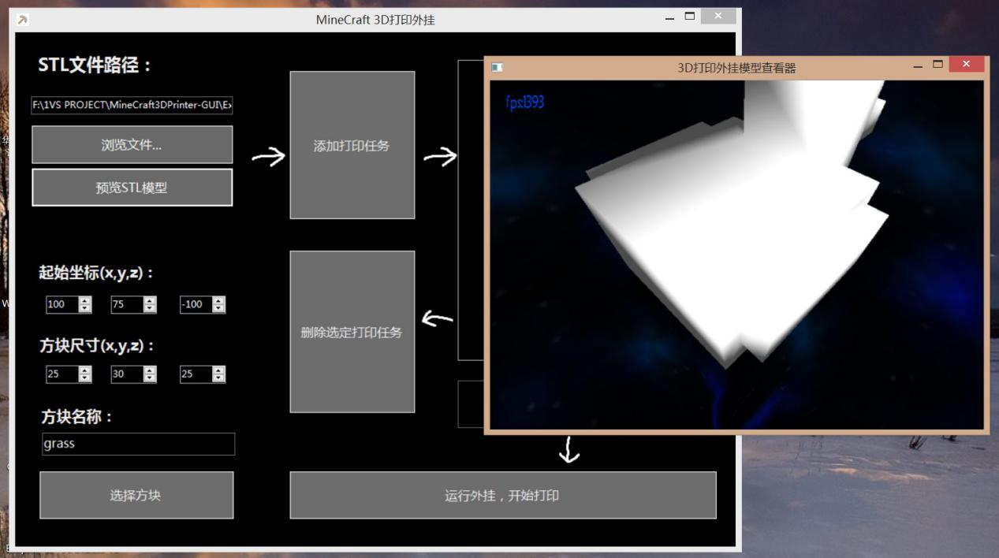 MineCraft 3D打印外挂
STL文件路径：
F:\1VS PROJECT\MineCraft3DPrinter-GUI\Ex
浏览文件...
预览STL模型
添加打印任务
起始坐标(x,y,z)：
100 75 -100
方块尺寸(x,y,z)：
25 30 25
方块名称：
grass
选择方块
删除选定打印任务
运行外挂，开始打印
3D打印外挂模型查看器
fps:1393